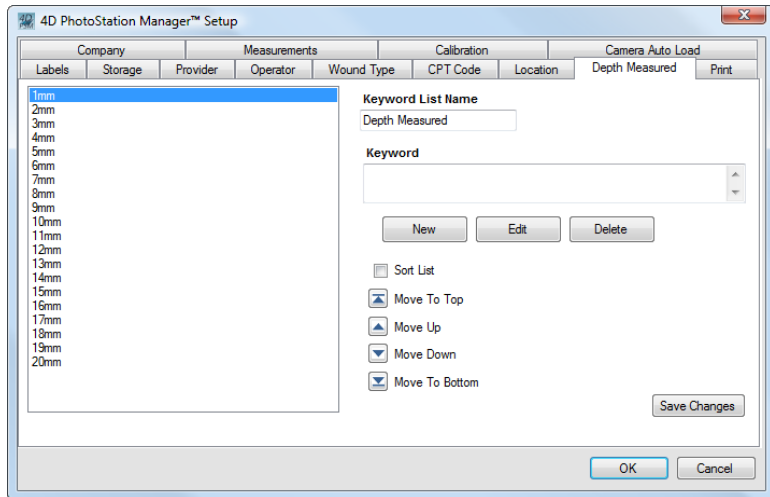 4D PhotoStation Manager™ Setup
Company Measurements Calibration Camera Auto Load
Labels Storage Provider Operator Wound Type CPT Code Location Depth Measured Print
1mm
2mm
3mm
4mm
5mm
6mm
7mm
8mm
9mm
10mm
11mm
12mm
13mm
14mm
15mm
16mm
17mm
18mm
19mm
20mm
Keyword List Name
Depth Measured
Keyword
New Edit Delete
Sort List
Move To Top
Move Up
Move Down
Move To Bottom
Save Changes
OK Cancel